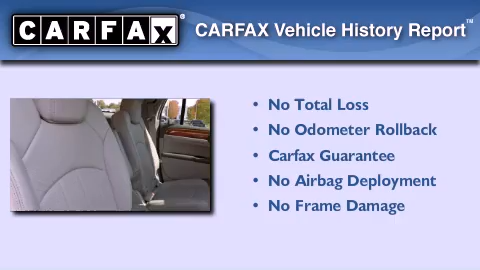 CARFAX® CARFAX Vehicle History Report™
• No Total Loss
• No Odometer Rollback
• Carfax Guarantee
• No Airbag Deployment
• No Frame Damage